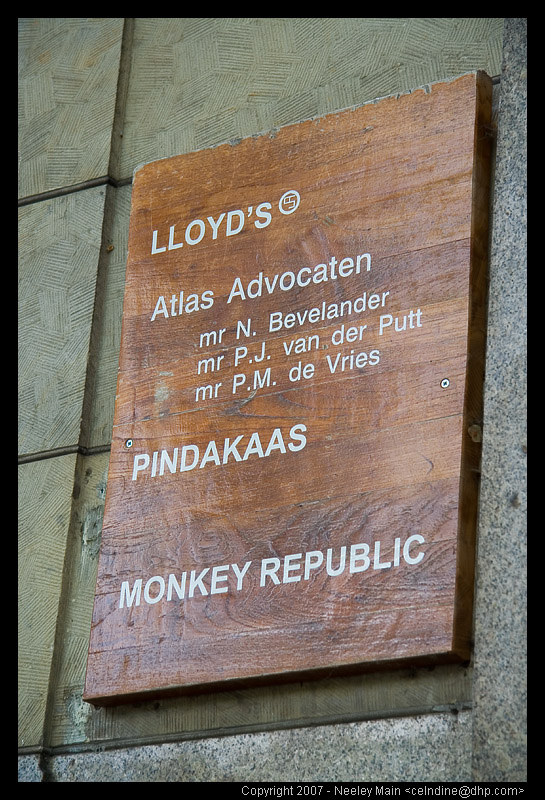 LLOYD'S
Atlas Advocaten
mr N. Bevelander
mr P.J. van der Putt
mr P.M. de Vries
PINDAKAAS
MONKEY REPUBLIC
Copyright 2007 - Neeley Main <celndine@dhp.com>